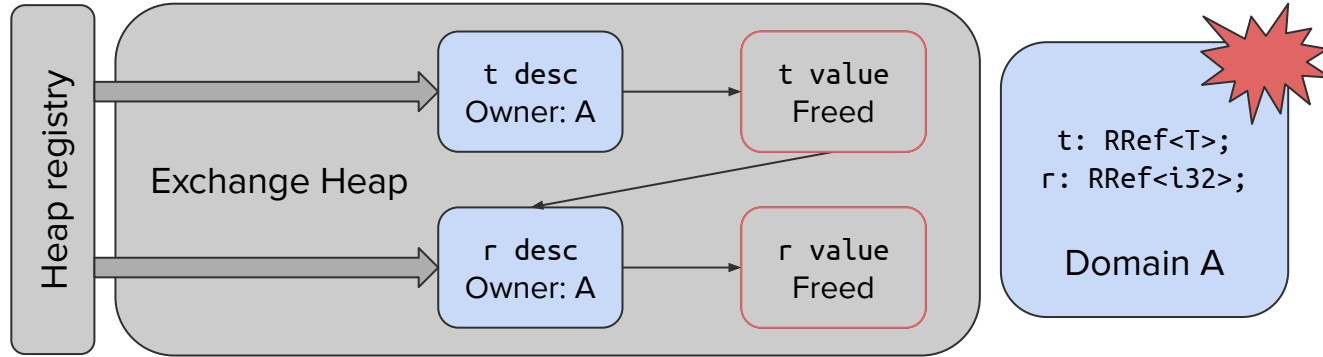 Heap registry
Exchange Heap
t desc
Owner: A
t value
Freed
r desc
Owner: A
r value
Freed
t: RRef<T>;
r: RRef<i32>;
Domain A